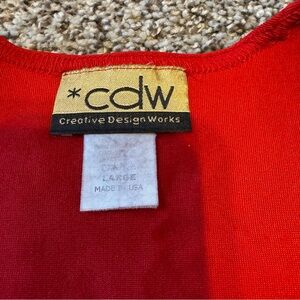 *cdw
Creative Design Works
LARGE
MADE IN USA